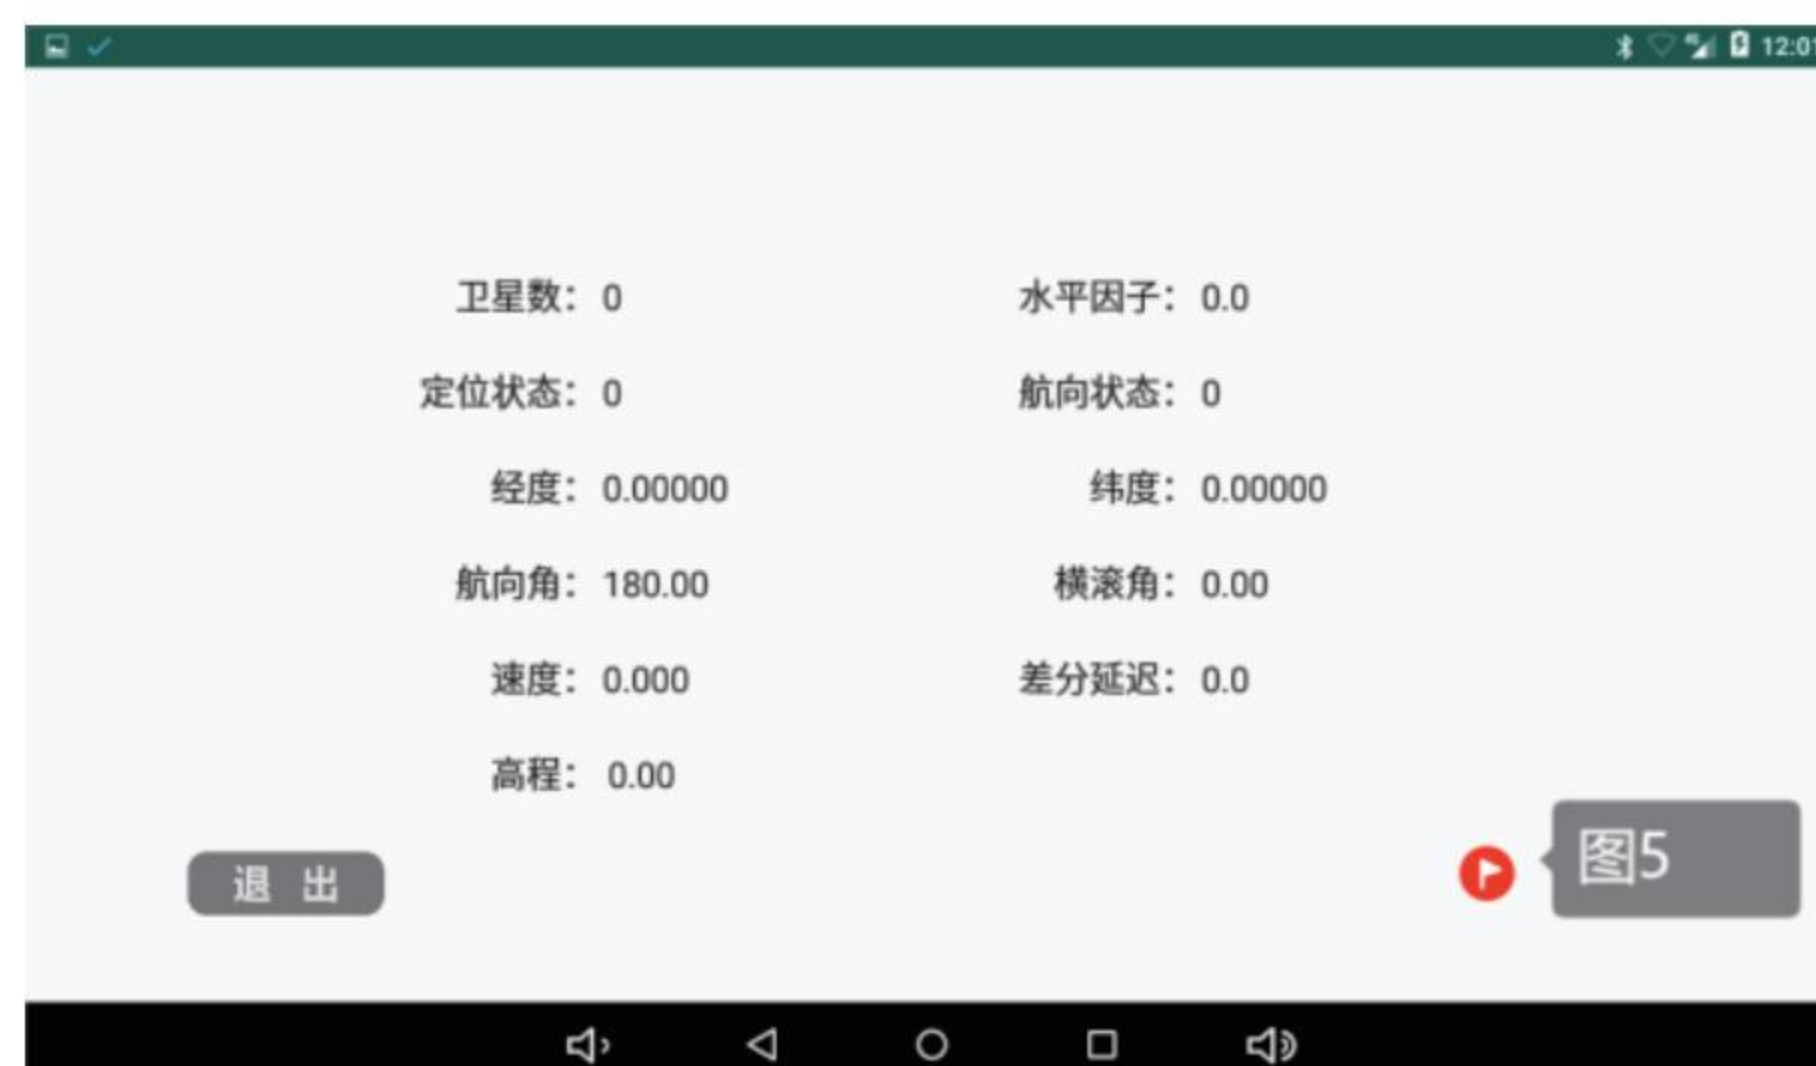 12:01
卫星数：0 水平因子：0.0
定位状态：0 航向状态：0
经度：0.00000 纬度：0.00000
航向角：180.00 横滚角：0.00
速度：0.000 差分延迟：0.0
高程：0.00
图5
退 出